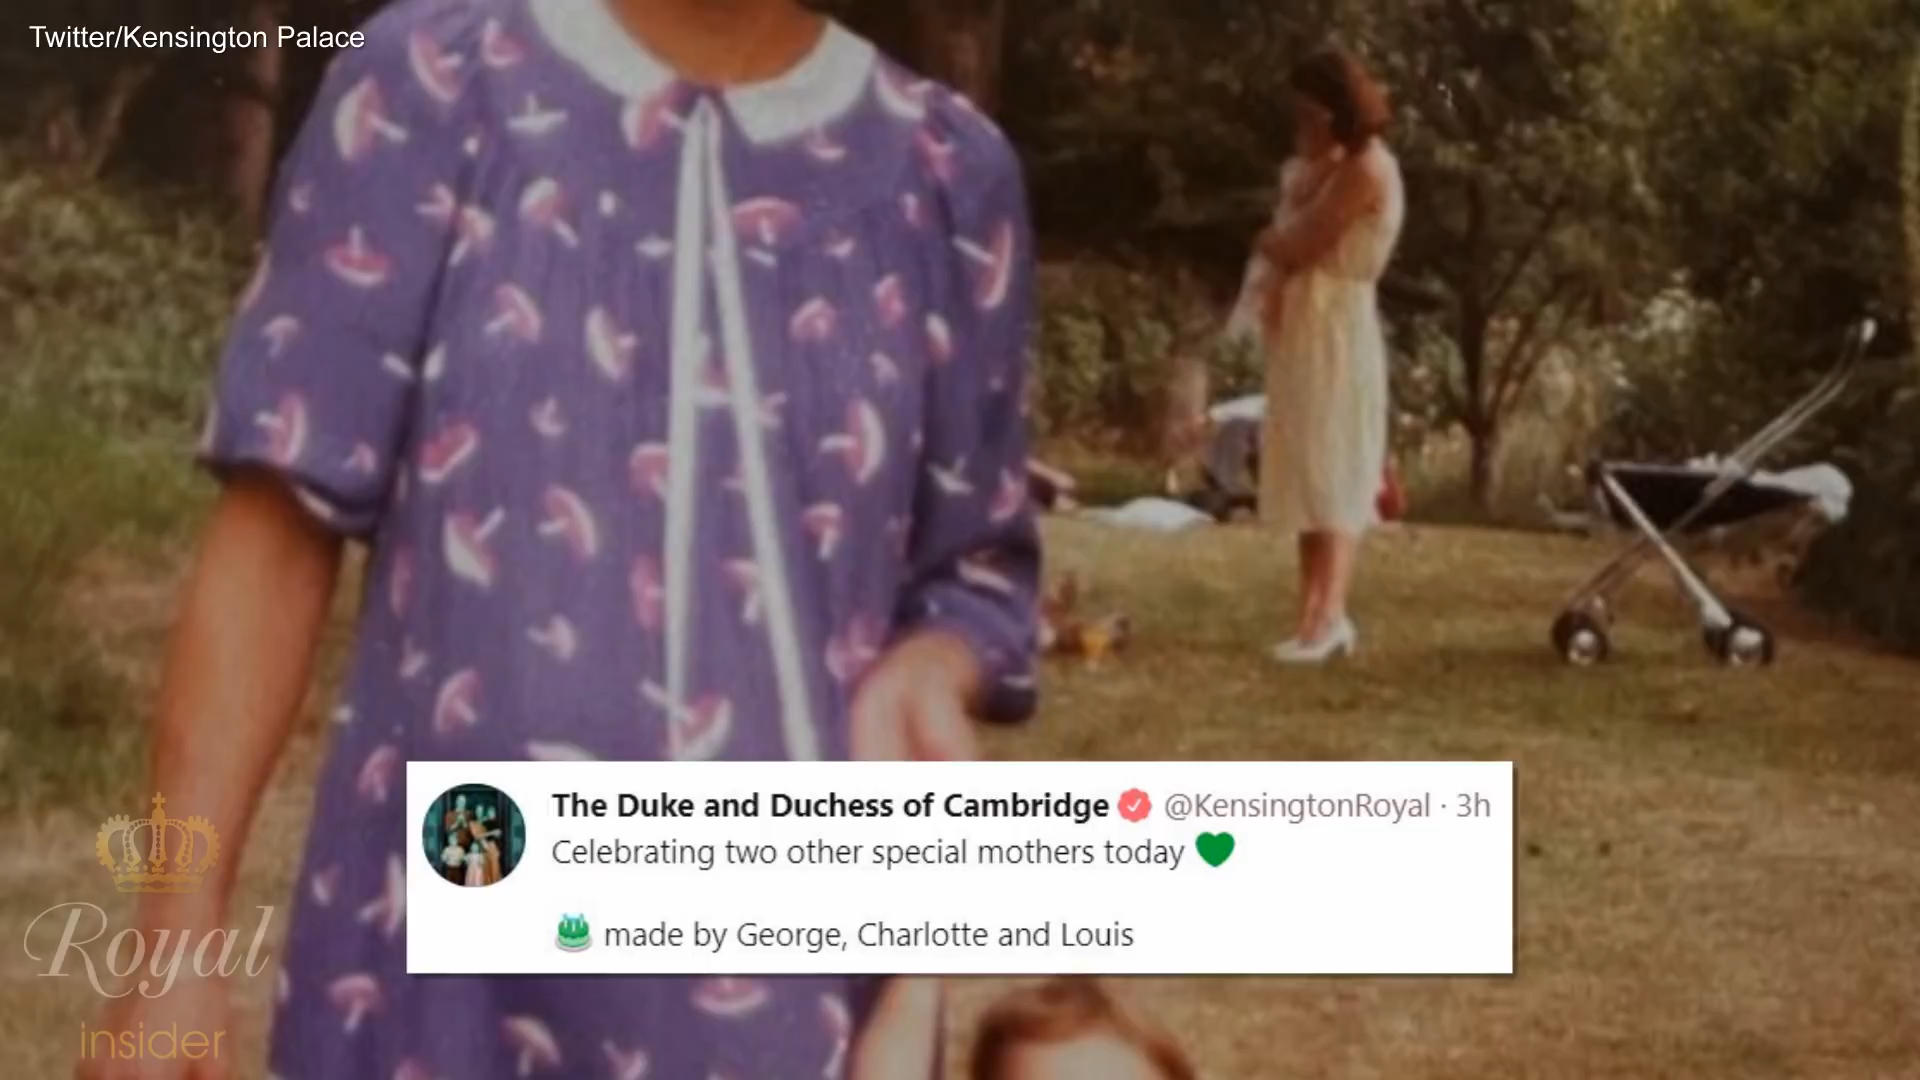 Twitter/Kensington Palace
The Duke and Duchess of Cambridge @KensingtonRoyal · 3h
Celebrating two other special mothers today 💚
🎂 made by George, Charlotte and Louis
Royal
insider